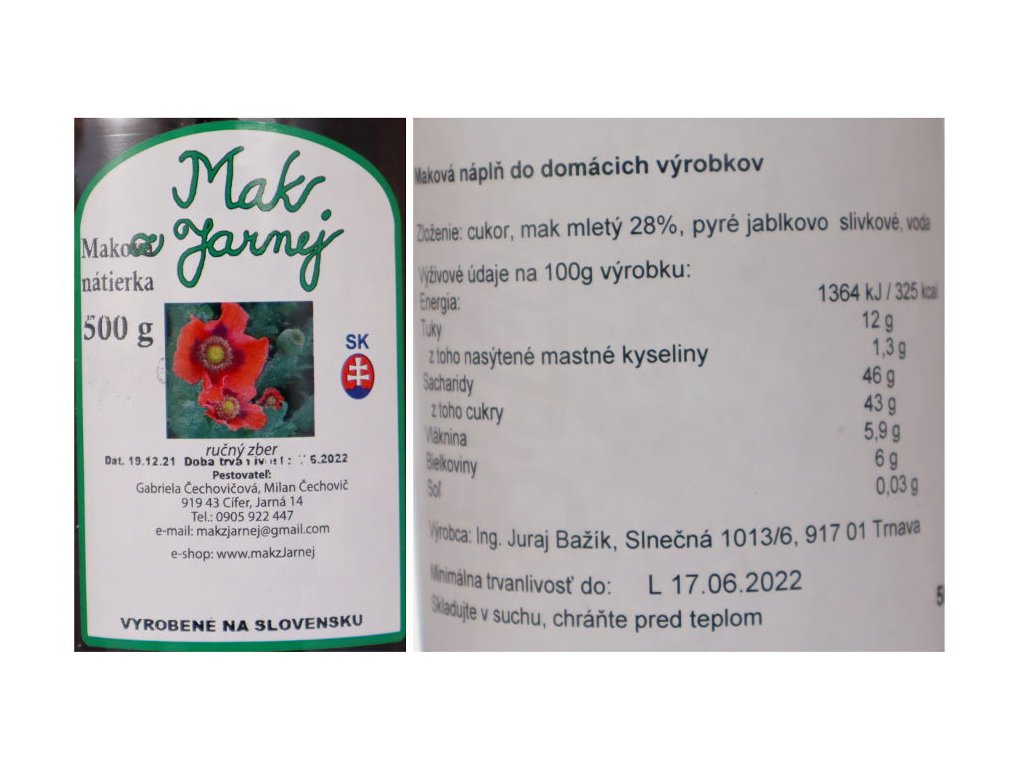 Mak
z Jarnej
Maková
nátierka
500 g
SK
ručný zber
Dat. 19.12.21 Doba 6.2022
Pestovateľ:
Gabriela Čechovičová, Milan Čechovič
919 43 Cífer, Jarná 14
Tel.: 0905 922 447
e-mail: makzjarnej@gmail.com
e-shop: www.makzJarnej
VYROBENÉ NA SLOVENSKU
Maková náplň do domácich výrobkov
Zloženie: cukor, mak mletý 28%, pyré jablkovo slivkové, voda
Výživové údaje na 100g výrobku:
Energia: 1364 kJ / 325 kcal
Tuky 12 g
z toho nasýtené mastné kyseliny 1,3 g
Sacharidy 46 g
z toho cukry 43 g
Vláknina 5,9 g
Bielkoviny 6 g
Soľ 0,03 g
Výrobca: Ing. Juraj Bažík, Slnečná 1013/6, 917 01 Trnava
Minimálna trvanlivosť do: L 17.06.2022
Skladujte v suchu, chráňte pred teplom